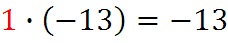 1 · (−13) = −13